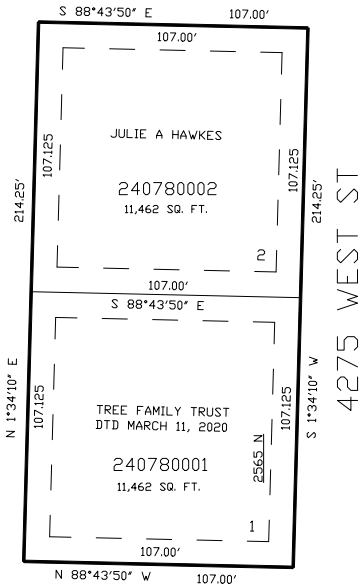 S 88°43'50" E 107.00'
107.00'
JULIE A HAWKES
107.125
107.125
214.25'
214.25'
240780002
11,462 SQ. FT.
2
107.00'
S 88°43'50" E
4275 WEST ST
N 1°34'10" E
107.125
TREE FAMILY TRUST
DTD MARCH 11, 2020
240780001
11,462 SQ. FT.
2565 N
107.125
S 1°34'10" W
1
107.00'
N 88°43'50" W 107.00'